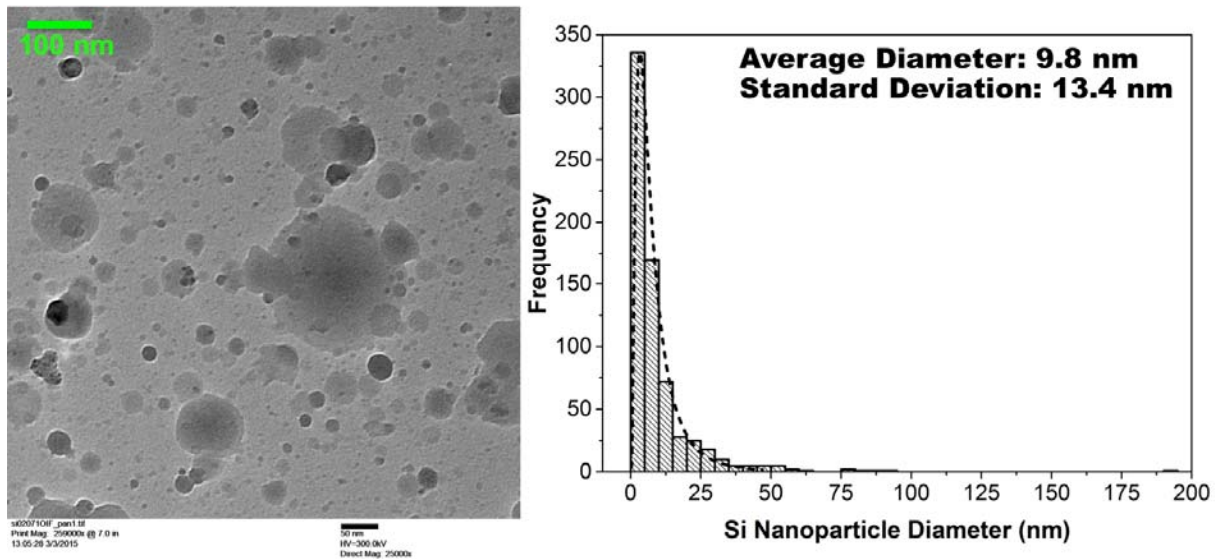 100 nm
si02071OIF_pan1.tif
Print Mag: 259000x @ 7.0 in
13:05:28 3/3/2015
50 nm
HV=300.0kV
Direct Mag: 25000x
Average Diameter: 9.8 nm
Standard Deviation: 13.4 nm
350
300
250
200
150
100
50
0
Frequency
0 25 50 75 100 125 150 175 200
Si Nanoparticle Diameter (nm)